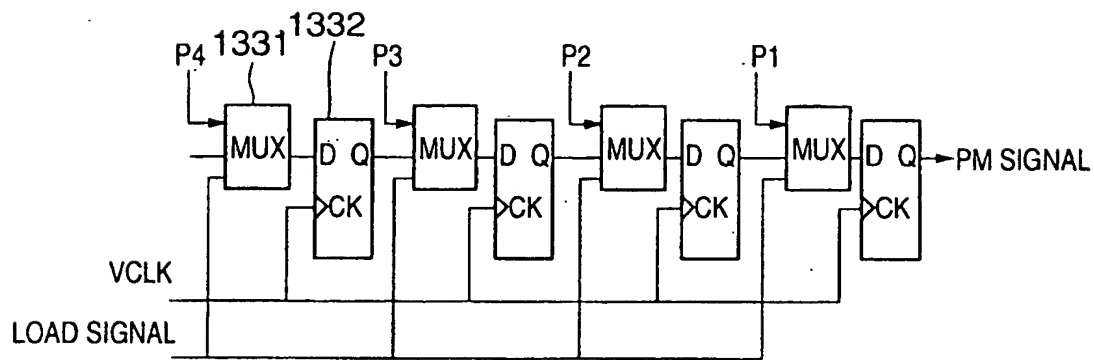 P4 1331 1332 P3 P2 P1
MUX D Q MUX D Q MUX D Q MUX D Q PM SIGNAL
CK CK CK CK
VCLK
LOAD SIGNAL